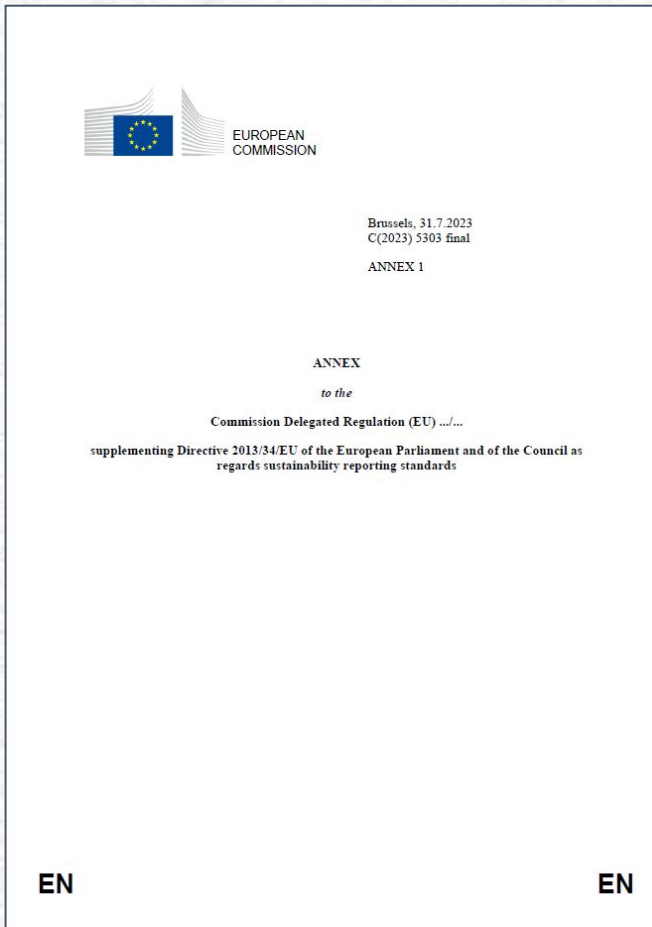 EUROPEAN
COMMISSION
Brussels, 31.7.2023
C(2023) 5303 final
ANNEX 1
ANNEX
to the
Commission Delegated Regulation (EU) .../...
supplementing Directive 2013/34/EU of the European Parliament and of the Council as
regards sustainability reporting standards
EN
EN